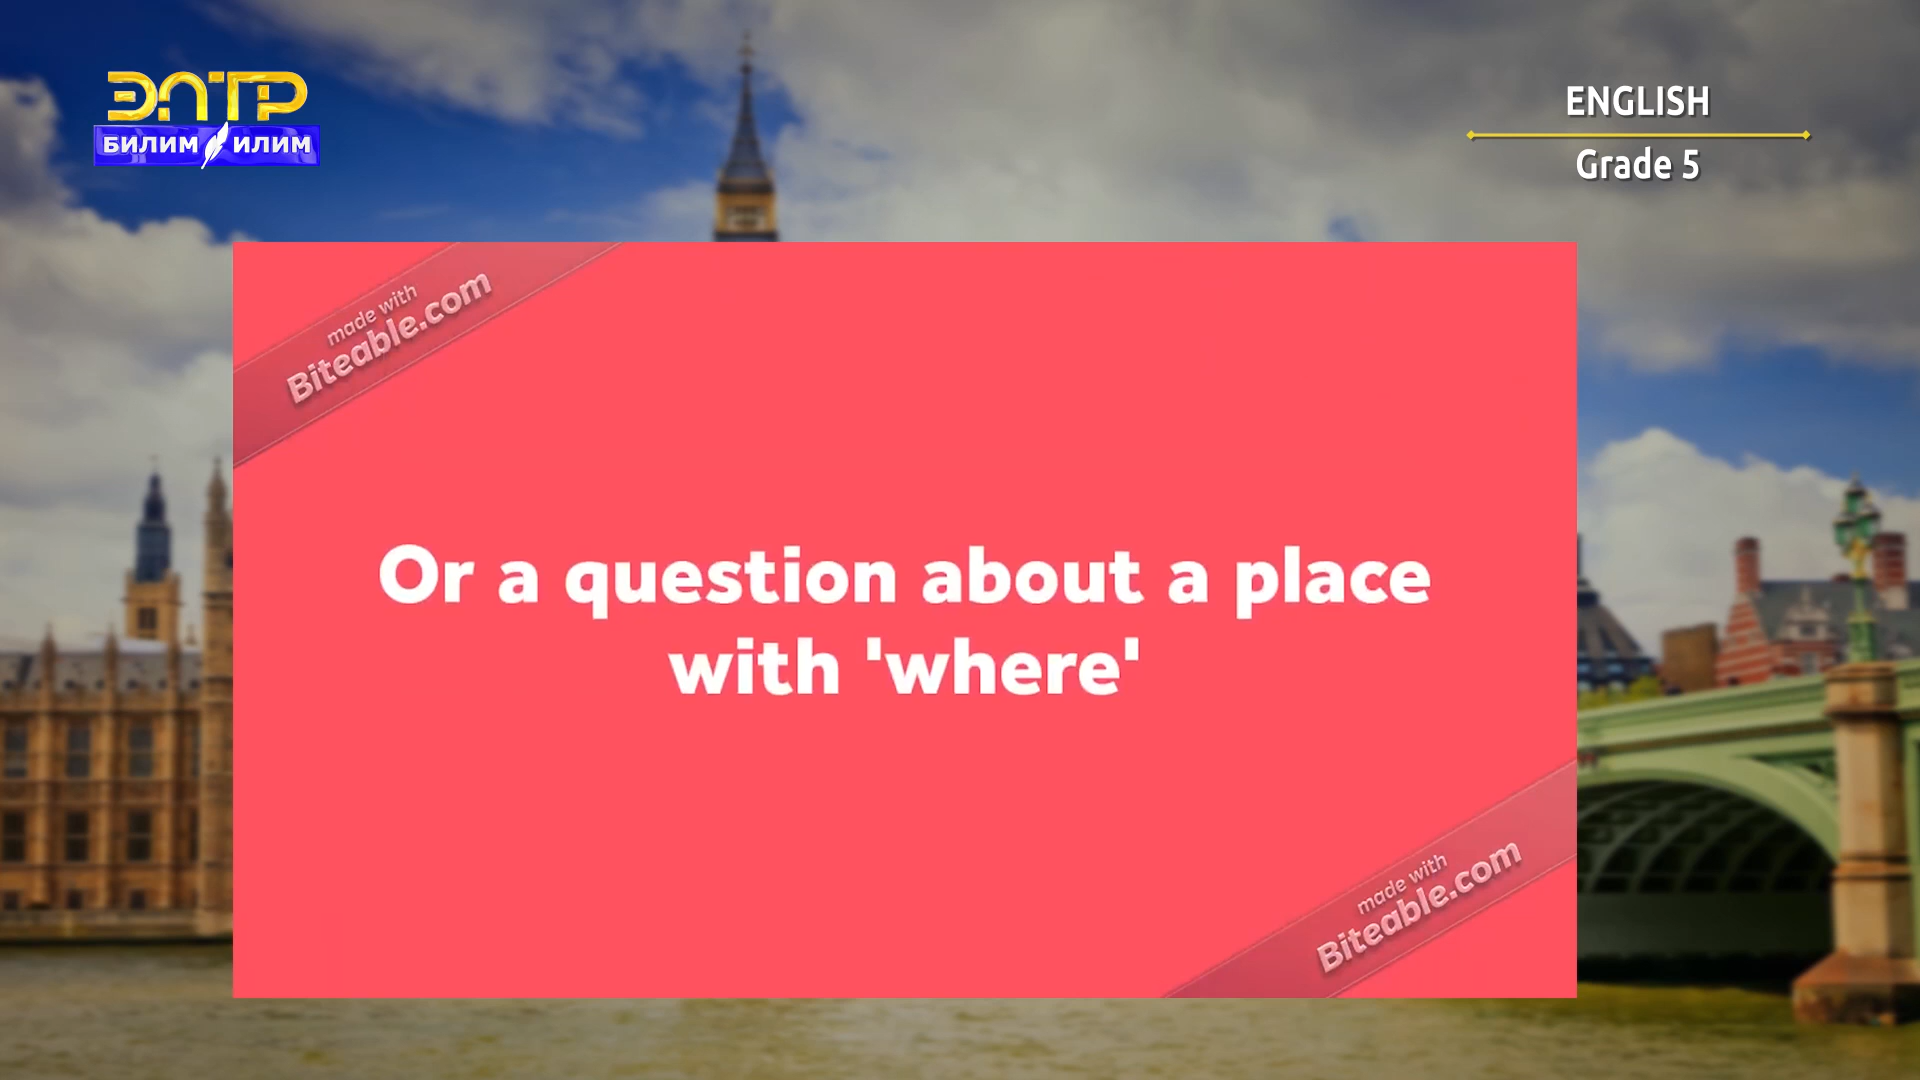 ЭЛТР
БИЛИМ ИЛИМ
ENGLISH
Grade 5
made with
Biteable.com
Or a question about a place
with 'where'
made with
Biteable.com